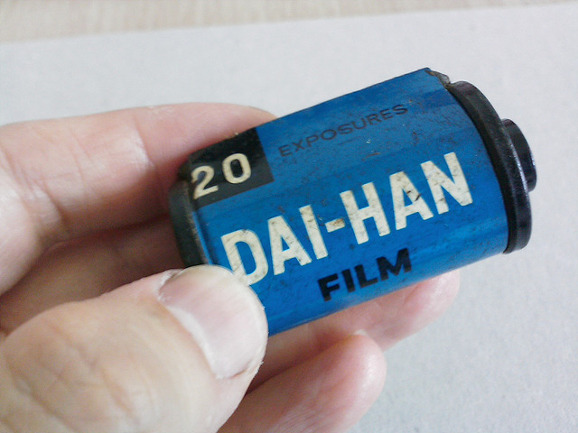 20
EXPOSURES
DAI-HAN
FILM